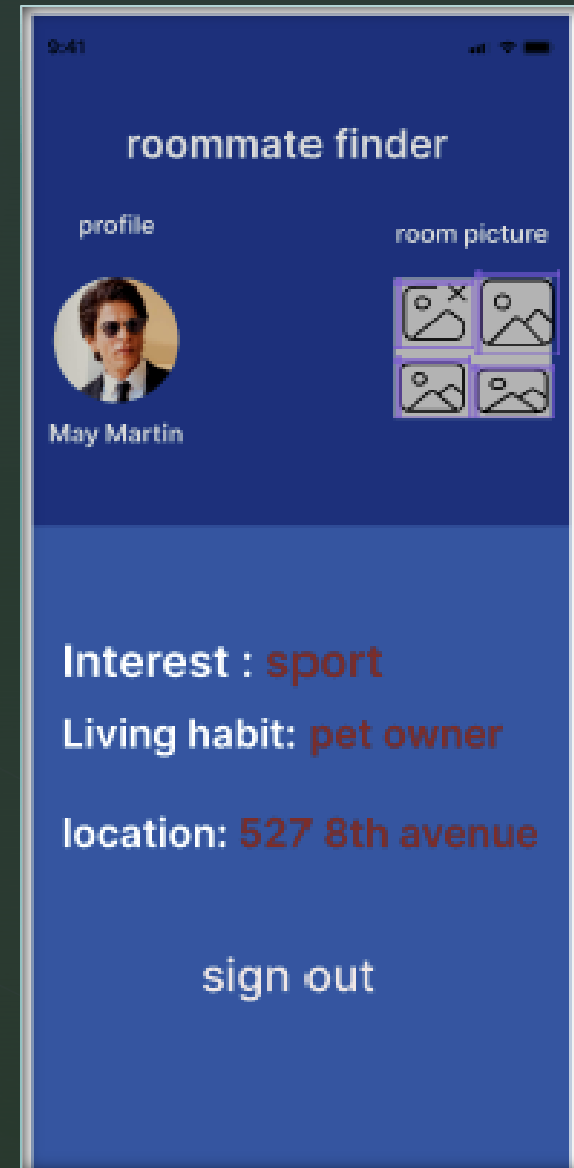 9:41
roommate finder
profile
room picture
May Martin
Interest : sport
Living habit: pet owner
location: 527 8th avenue
sign out